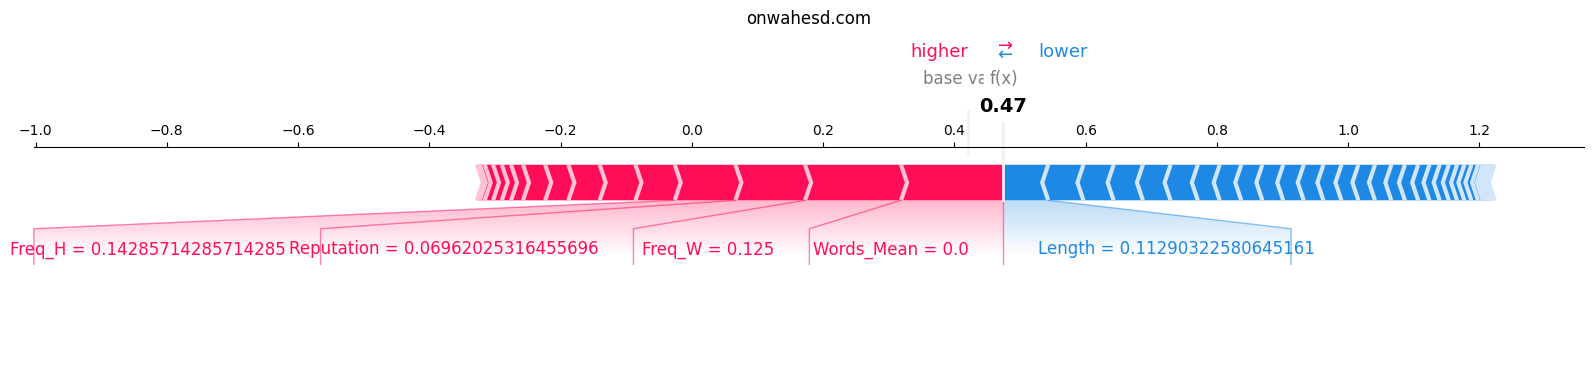 onwahesd.com
higher ⇄ lower
base va f(x)
0.47
−1.0 −0.8 −0.6 −0.4 −0.2 0.0 0.2 0.4 0.6 0.8 1.0 1.2
Freq_H = 0.14285714285714285 Reputation = 0.06962025316455696 Freq_W = 0.125 Words_Mean = 0.0 Length = 0.11290322580645161